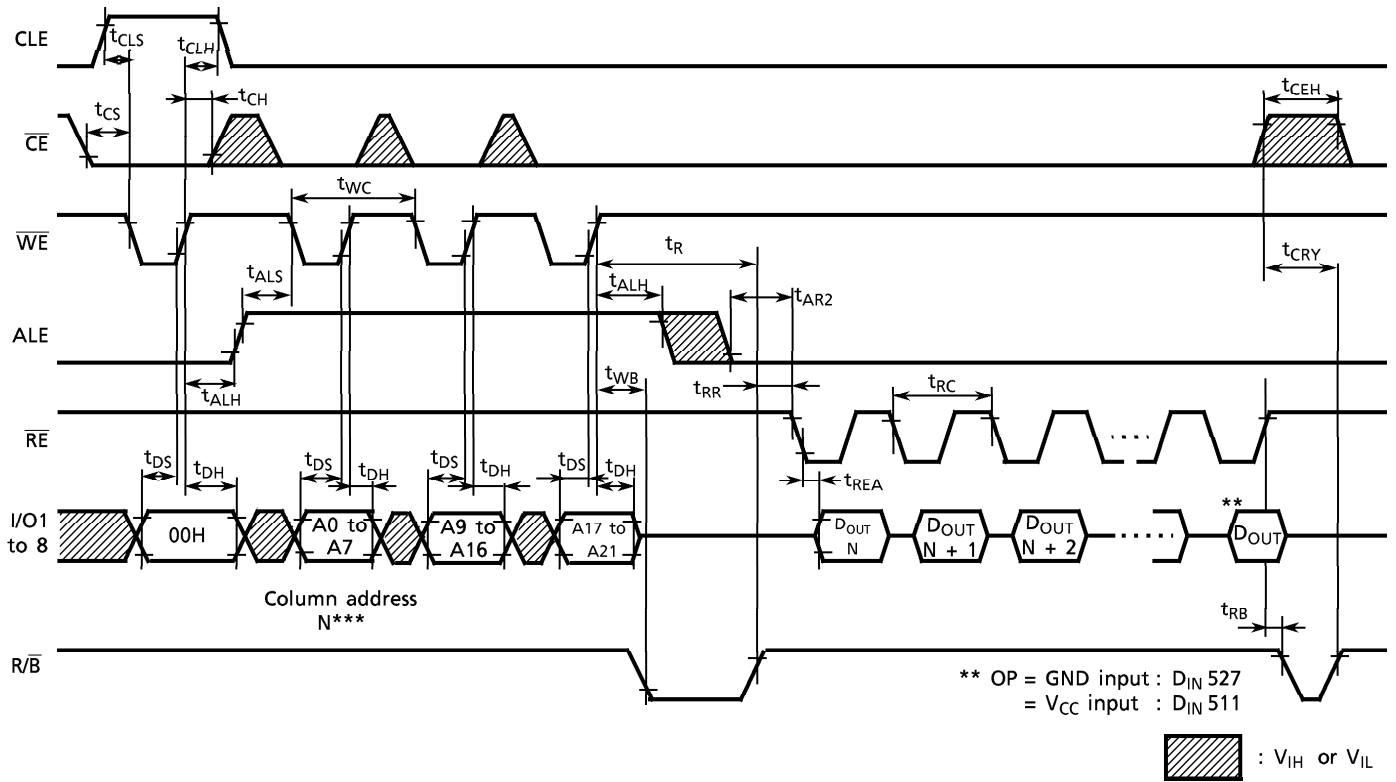 CLE
tCLS
tCLH
tCH
tCEH
tCS
CE
tWC
WE
tR
tCRY
tALS
tALH
tAR2
ALE
tALH
tWB
tRR
tRC
RE
.....
tDS
tDH
tDS
tDH
tDS
tDH
tDS
tDH
tREA
I/O1
to 8
00H
A0 to
A7
A9 to
A16
A17 to
A21
DOUT
N
DOUT
N + 1
DOUT
N + 2
......
**
DOUT
Column address
N***
tRB
R/B
** OP = GND input : DIN 527
= VCC input : DIN 511
: VIH or VIL